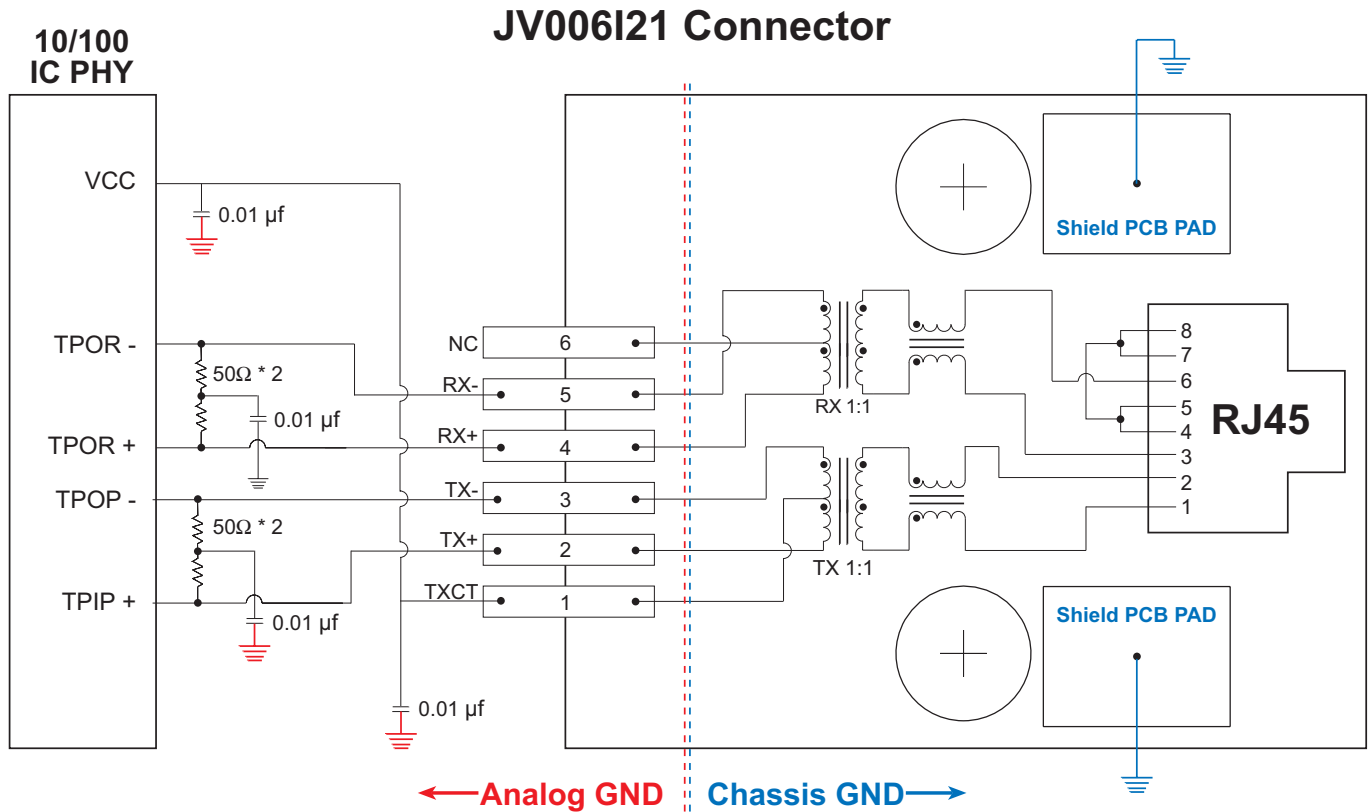 JV006I21 Connector
10/100
IC PHY
VCC
0.01 µf
Shield PCB PAD
TPOR -
50Ω * 2
0.01 µf
TPOR +
TPOP -
50Ω * 2
TPIP +
0.01 µf
0.01 µf
NC
6
RX-
5
RX+
4
TX-
3
TX+
2
TXCT
1
RX 1:1
TX 1:1
8
7
6
5
4
3
2
1
RJ45
Shield PCB PAD
Analog GND
Chassis GND